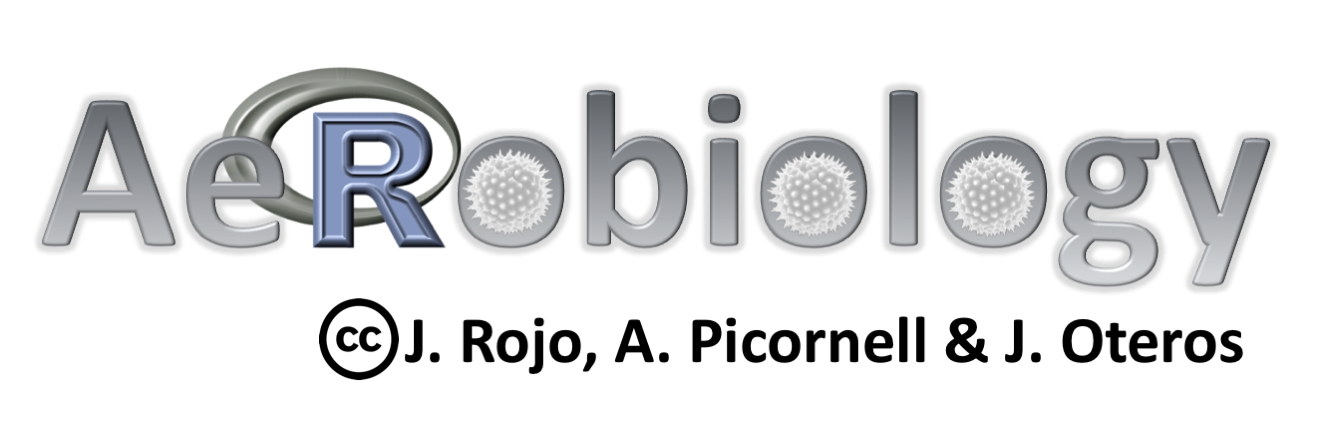 AeRobiology
cc J. Rojo, A. Picornell & J. Oteros